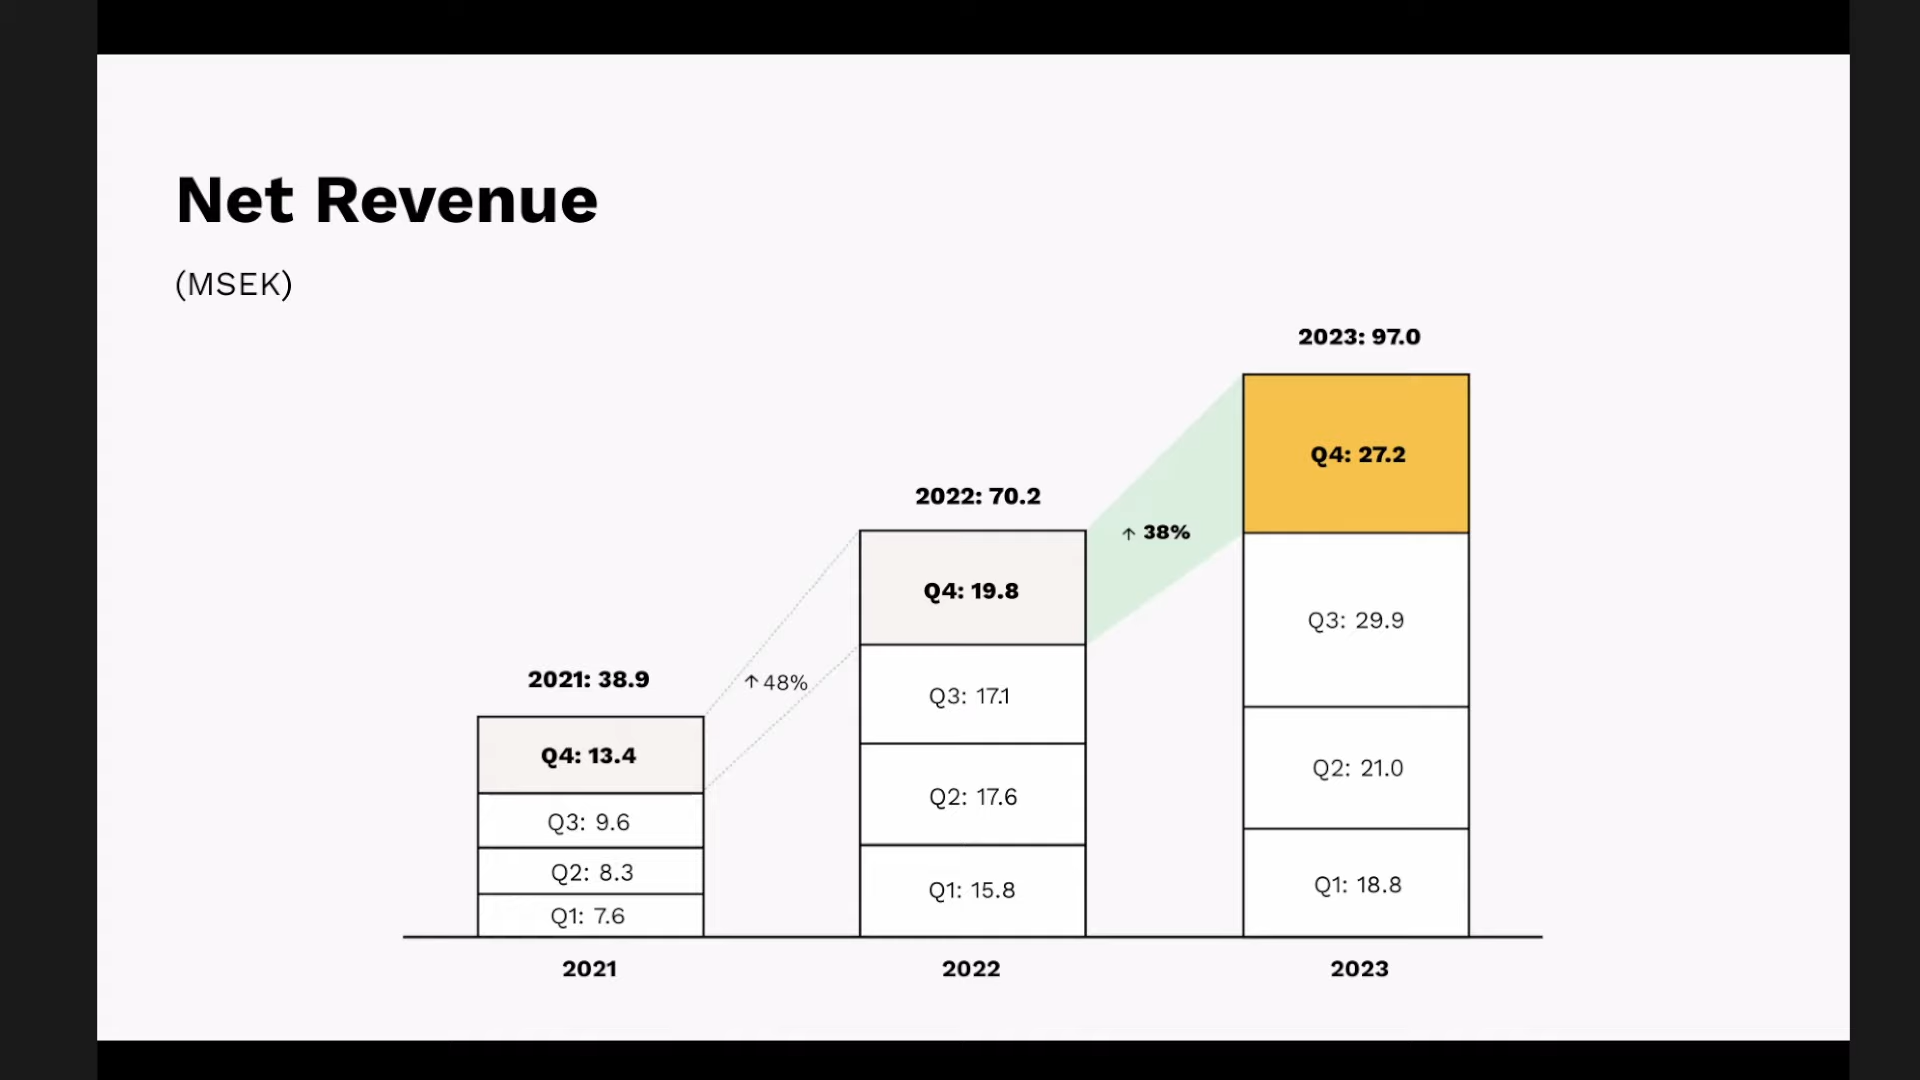 Net Revenue
(MSEK)
2023: 97.0
Q4: 27.2
2022: 70.2
↑ 38%
Q4: 19.8
Q3: 29.9
2021: 38.9
↑ 48%
Q3: 17.1
Q4: 13.4
Q2: 21.0
Q2: 17.6
Q3: 9.6
Q2: 8.3
Q1: 18.8
Q1: 15.8
Q1: 7.6
2021 2022 2023